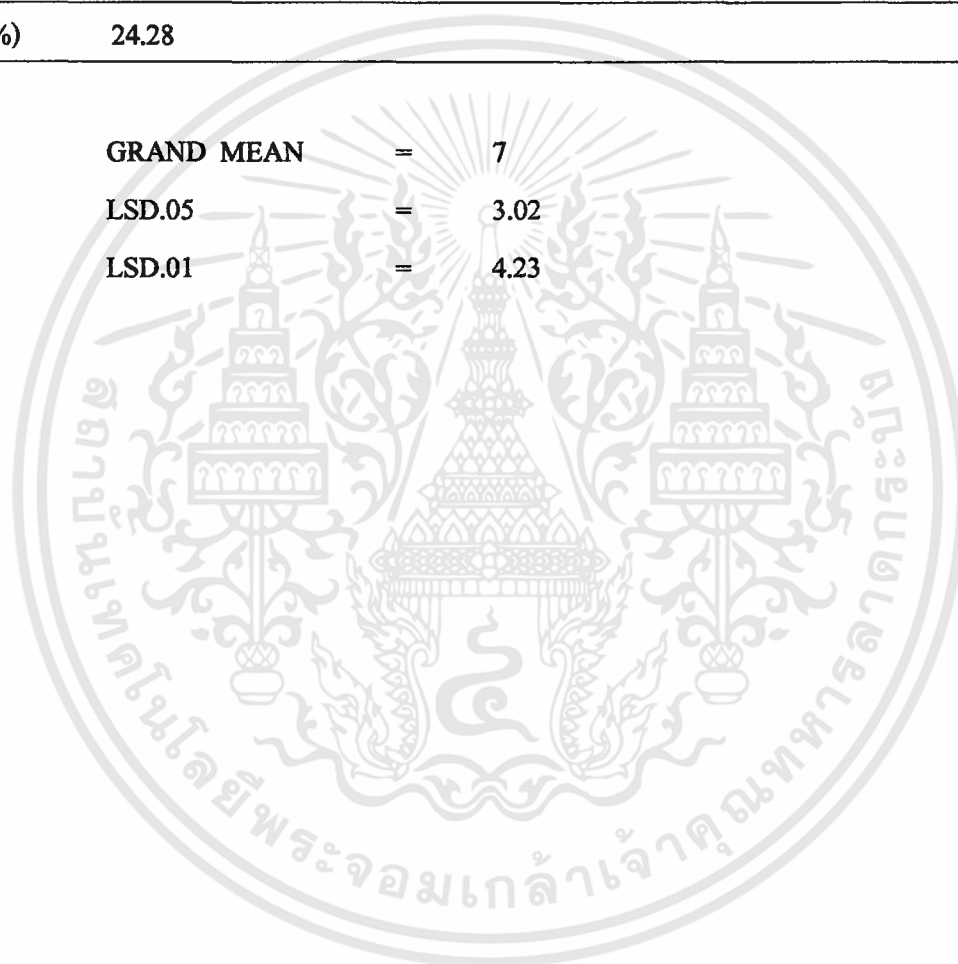 %) 24.28
GRAND MEAN = 7
LSD.05 = 3.02
LSD.01 = 4.23
สถาบันเทคโนโลยีพระจอมเกล้าเจ้าคุณทหารลาดกระบัง